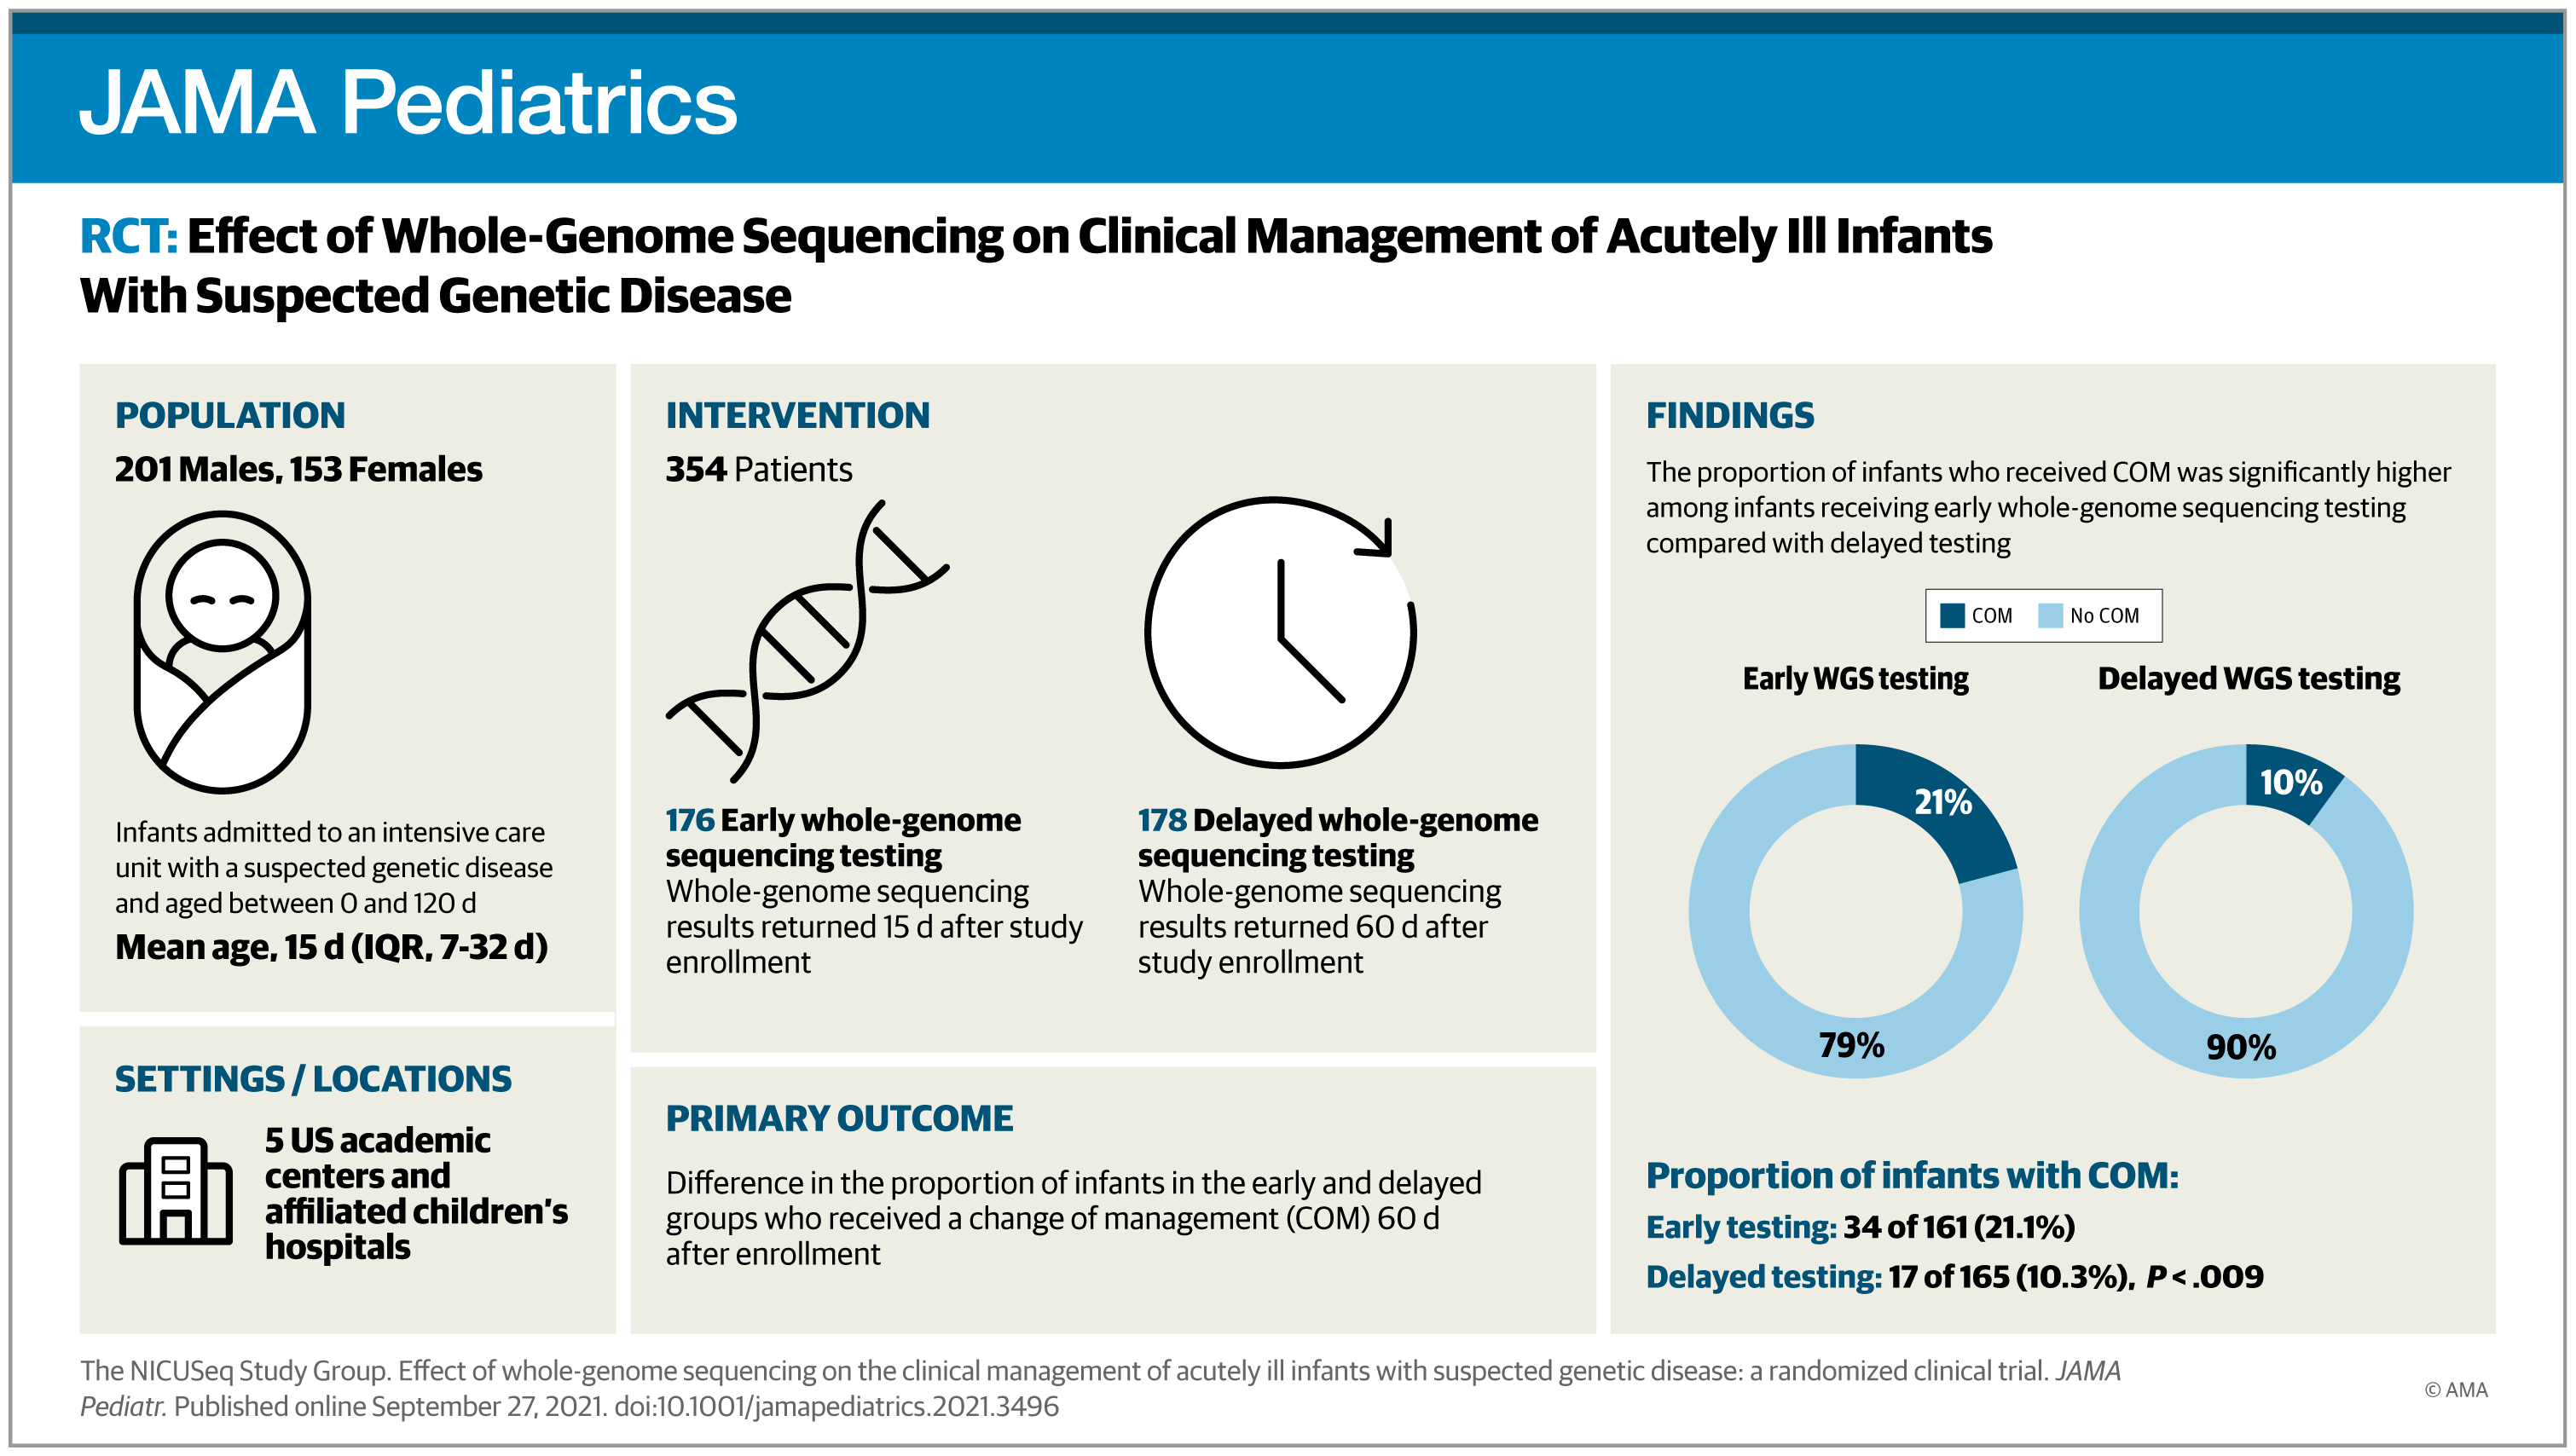 JAMA Pediatrics
RCT: Effect of Whole-Genome Sequencing on Clinical Management of Acutely Ill Infants
With Suspected Genetic Disease
POPULATION
201 Males, 153 Females
Infants admitted to an intensive care
unit with a suspected genetic disease
and aged between 0 and 120 d
Mean age, 15 d (IQR, 7-32 d)
SETTINGS / LOCATIONS
5 US academic
centers and
affiliated children's
hospitals
INTERVENTION
354 Patients
176 Early whole-genome
sequencing testing
Whole-genome sequencing
results returned 15 d after study
enrollment
178 Delayed whole-genome
sequencing testing
Whole-genome sequencing
results returned 60 d after
study enrollment
PRIMARY OUTCOME
Difference in the proportion of infants in the early and delayed
groups who received a change of management (COM) 60 d
after enrollment
FINDINGS
The proportion of infants who received COM was significantly higher
among infants receiving early whole-genome sequencing testing
compared with delayed testing
COM No COM
Early WGS testing
21%
79%
Delayed WGS testing
10%
90%
Proportion of infants with COM:
Early testing: 34 of 161 (21.1%)
Delayed testing: 17 of 165 (10.3%), P < .009
The NICUSeq Study Group. Effect of whole-genome sequencing on the clinical management of acutely ill infants with suspected genetic disease: a randomized clinical trial. JAMA
Pediatr. Published online September 27, 2021. doi:10.1001/jamapediatrics.2021.3496
© AMA